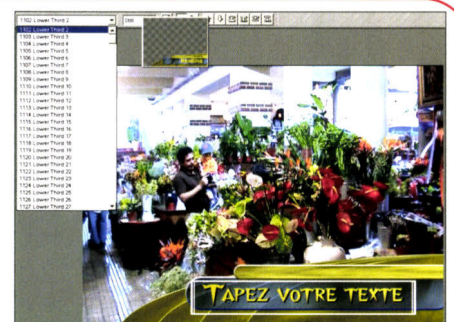 1102 Lower Third 2
1102 Lower Third 2
1103 Lower Third 3
1104 Lower Third 4
1105 Lower Third 5
1106 Lower Third 6
1107 Lower Third 7
1108 Lower Third 8
1109 Lower Third 9
1110 Lower Third 10
1111 Lower Third 11
1112 Lower Third 12
1113 Lower Third 13
1114 Lower Third 14
1115 Lower Third 15
1116 Lower Third 16
1117 Lower Third 17
1118 Lower Third 18
1119 Lower Third 19
1120 Lower Third 20
1121 Lower Third 21
1122 Lower Third 22
1123 Lower Third 23
1124 Lower Third 24
1125 Lower Third 25
1126 Lower Third 26
1127 Lower Third 27
TAPEZ VOTRE TEXTE